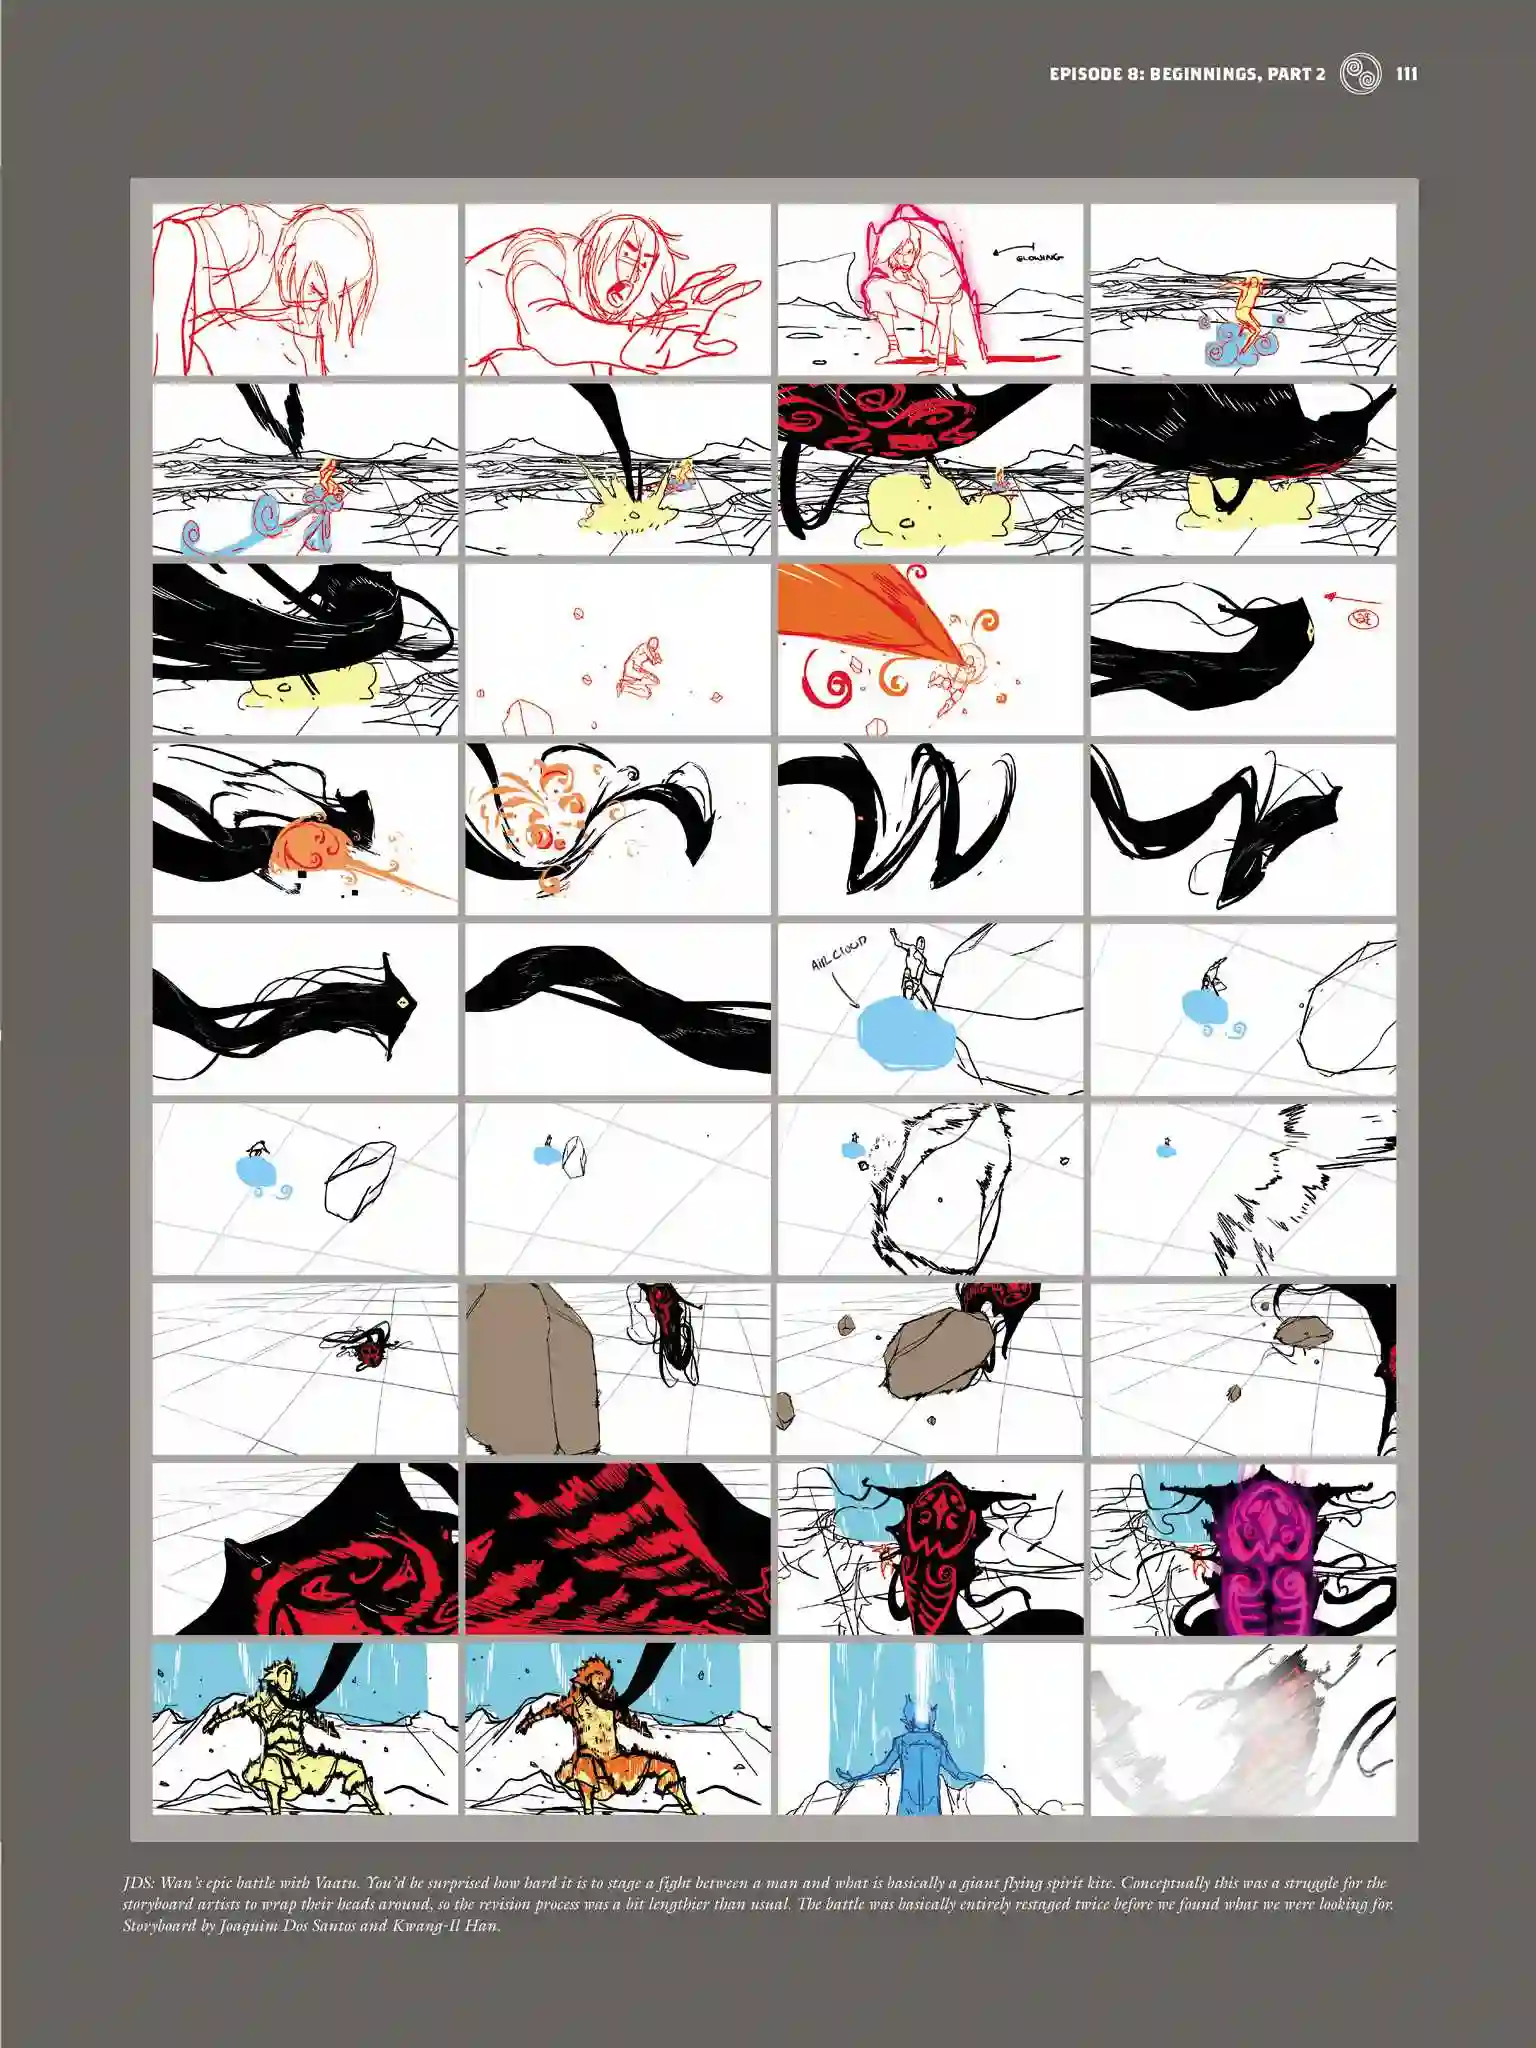 EPISODE 8: BEGINNINGS, PART 2 111
GLOWING
AIR CLOUD
JDS: Wan's epic battle with Vaatu. You'd be surprised how hard it is to stage a fight between a man and what is basically a giant flying spirit kite. Conceptually this was a struggle for the
storyboard artists to wrap their heads around, so the revision process was a bit lengthier than usual. The battle was basically entirely restaged twice before we found what we were looking for.
Storyboard by Joaquim Dos Santos and Kwang-Il Han.